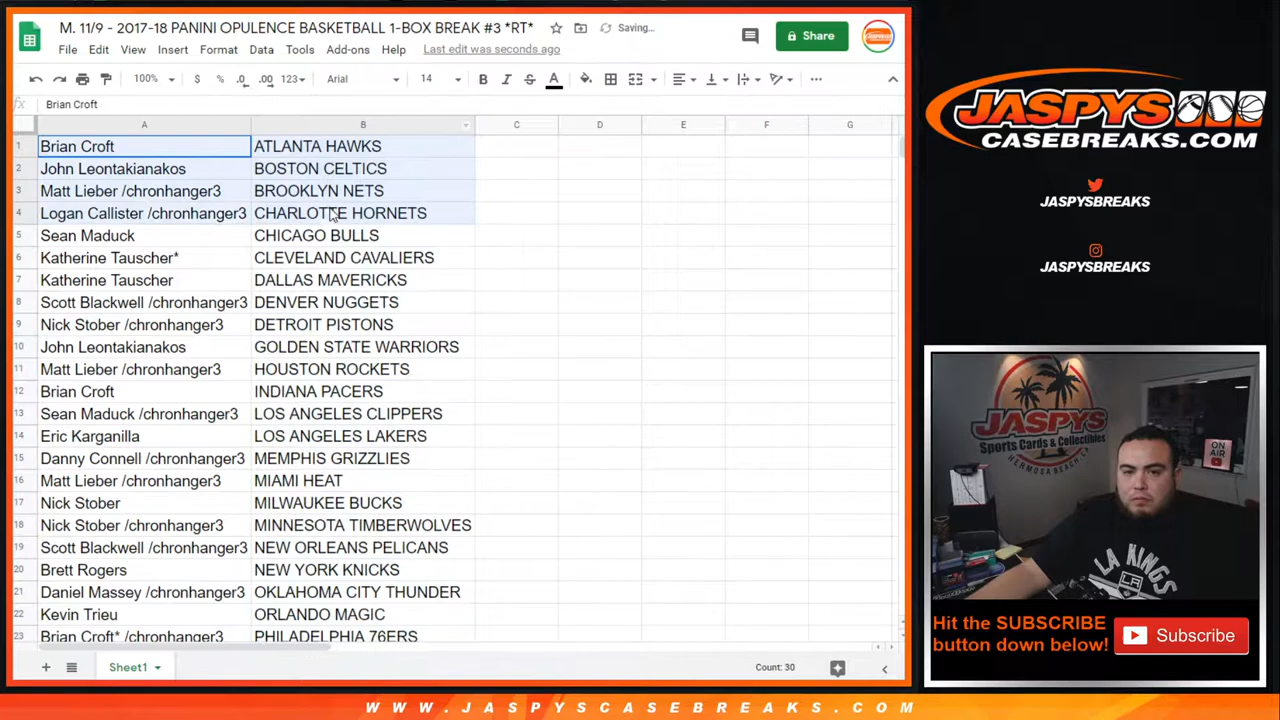 M. 11/9 - 2017-18 PANINI OPULENCE BASKETBALL 1-BOX BREAK #3 *RT* Saving... Share
File Edit View Insert Format Data Tools Add-ons Help Last edit was seconds ago
100% $ % .0 .00 123 Arial 14 B I S A
fx Brian Croft
A B C D E F G
1 Brian Croft ATLANTA HAWKS
2 John Leontakianakos BOSTON CELTICS
3 Matt Lieber /chronhanger3 BROOKLYN NETS
4 Logan Callister /chronhanger3 CHARLOTTE HORNETS
5 Sean Maduck CHICAGO BULLS
6 Katherine Tauscher* CLEVELAND CAVALIERS
7 Katherine Tauscher DALLAS MAVERICKS
8 Scott Blackwell /chronhanger3 DENVER NUGGETS
9 Nick Stober /chronhanger3 DETROIT PISTONS
10 John Leontakianakos GOLDEN STATE WARRIORS
11 Matt Lieber /chronhanger3 HOUSTON ROCKETS
12 Brian Croft INDIANA PACERS
13 Sean Maduck /chronhanger3 LOS ANGELES CLIPPERS
14 Eric Karganilla LOS ANGELES LAKERS
15 Danny Connell /chronhanger3 MEMPHIS GRIZZLIES
16 Matt Lieber /chronhanger3 MIAMI HEAT
17 Nick Stober MILWAUKEE BUCKS
18 Nick Stober /chronhanger3 MINNESOTA TIMBERWOLVES
19 Scott Blackwell /chronhanger3 NEW ORLEANS PELICANS
20 Brett Rogers NEW YORK KNICKS
21 Daniel Massey /chronhanger3 OKLAHOMA CITY THUNDER
22 Kevin Trieu ORLANDO MAGIC
23 Brian Croft* /chronhanger3 PHILADELPHIA 76ERS
Sheet1 Count: 30
JASPYS
CASEBREAKS.COM
JASPYSBREAKS
JASPYSBREAKS
JASPYS
Sports Cards & Collectibles
HERMOSA BEACH, CA
ON AIR
LA KINGS
LA
Hit the SUBSCRIBE
button down below!
Subscribe
WWW.JASPYSCASEBREAKS.COM